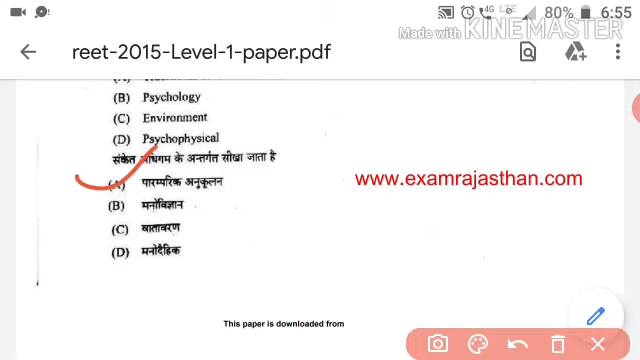 4G LTE 80% 6:55
Made with KINEMASTER
reet-2015-Level-1-paper.pdf
(B) Psychology
(C) Environment
(D) Psychophysical
संकेत अधिगम के अन्तर्गत सीखा जाता है
(A) पारम्परिक अनुकूलन
www.examrajasthan.com
(B) मनोविज्ञान
(C) वातावरण
(D) मनोदैहिक
This paper is downloaded from